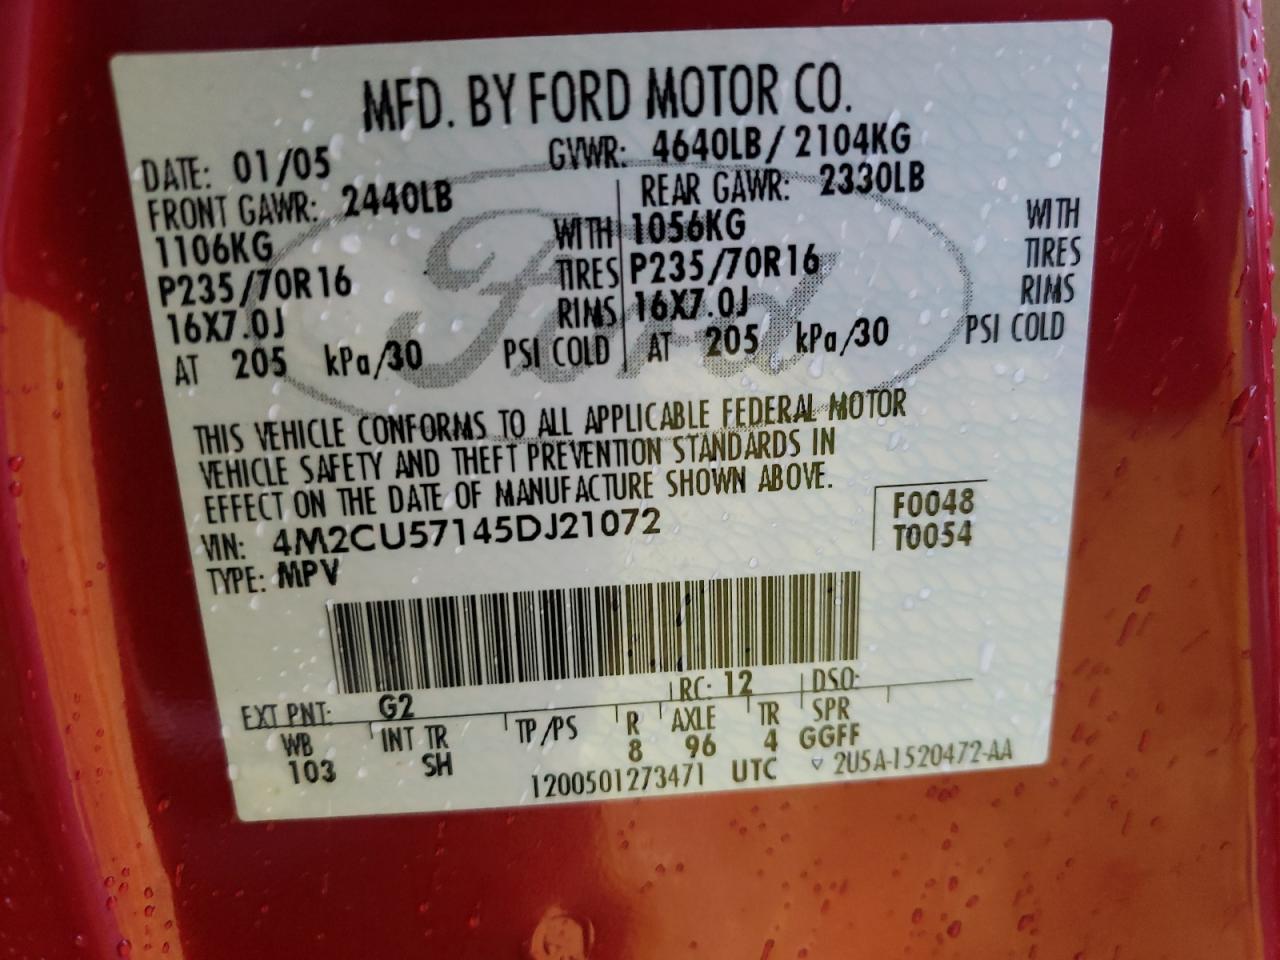 MFD. BY FORD MOTOR CO.
DATE: 01/05 GVWR: 4640LB/ 2104KG
FRONT GAWR: 2440LB REAR GAWR: 2330LB
1106KG WITH 1056KG WITH
P235/70R16 TIRES P235/70R16 TIRES
16X7.0J RIMS 16X7.0J RIMS
AT 205 kPa/30 PSI COLD AT 205 kPa/30 PSI COLD
Ford
THIS VEHICLE CONFORMS TO ALL APPLICABLE FEDERAL MOTOR
VEHICLE SAFETY AND THEFT PREVENTION STANDARDS IN
EFFECT ON THE DATE OF MANUFACTURE SHOWN ABOVE.
VIN: 4M2CU57145DJ21072
TYPE: MPV
F0048
T0054
EXT PNT: G2 RC: 12 DSO:
WB INT TR TP/PS R AXLE TR SPR
103 SH 8 96 4 GGFF
1200501273471 UTC ▽ 2U5A-1520472-AA